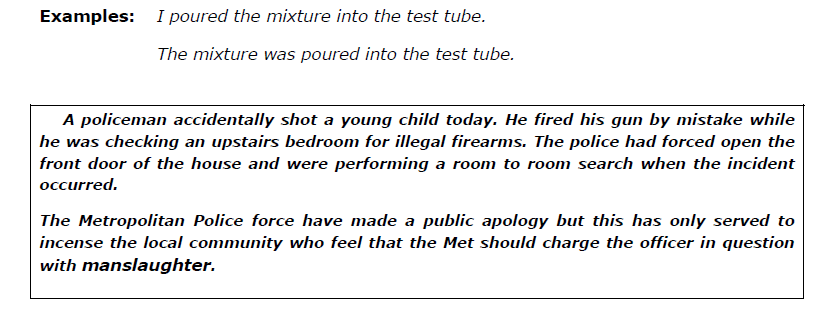 Examples: I poured the mixture into the test tube.
The mixture was poured into the test tube.
A policeman accidentally shot a young child today. He fired his gun by mistake while
he was checking an upstairs bedroom for illegal firearms. The police had forced open the
front door of the house and were performing a room to room search when the incident
occurred.
The Metropolitan Police force have made a public apology but this has only served to
incense the local community who feel that the Met should charge the officer in question
with manslaughter.